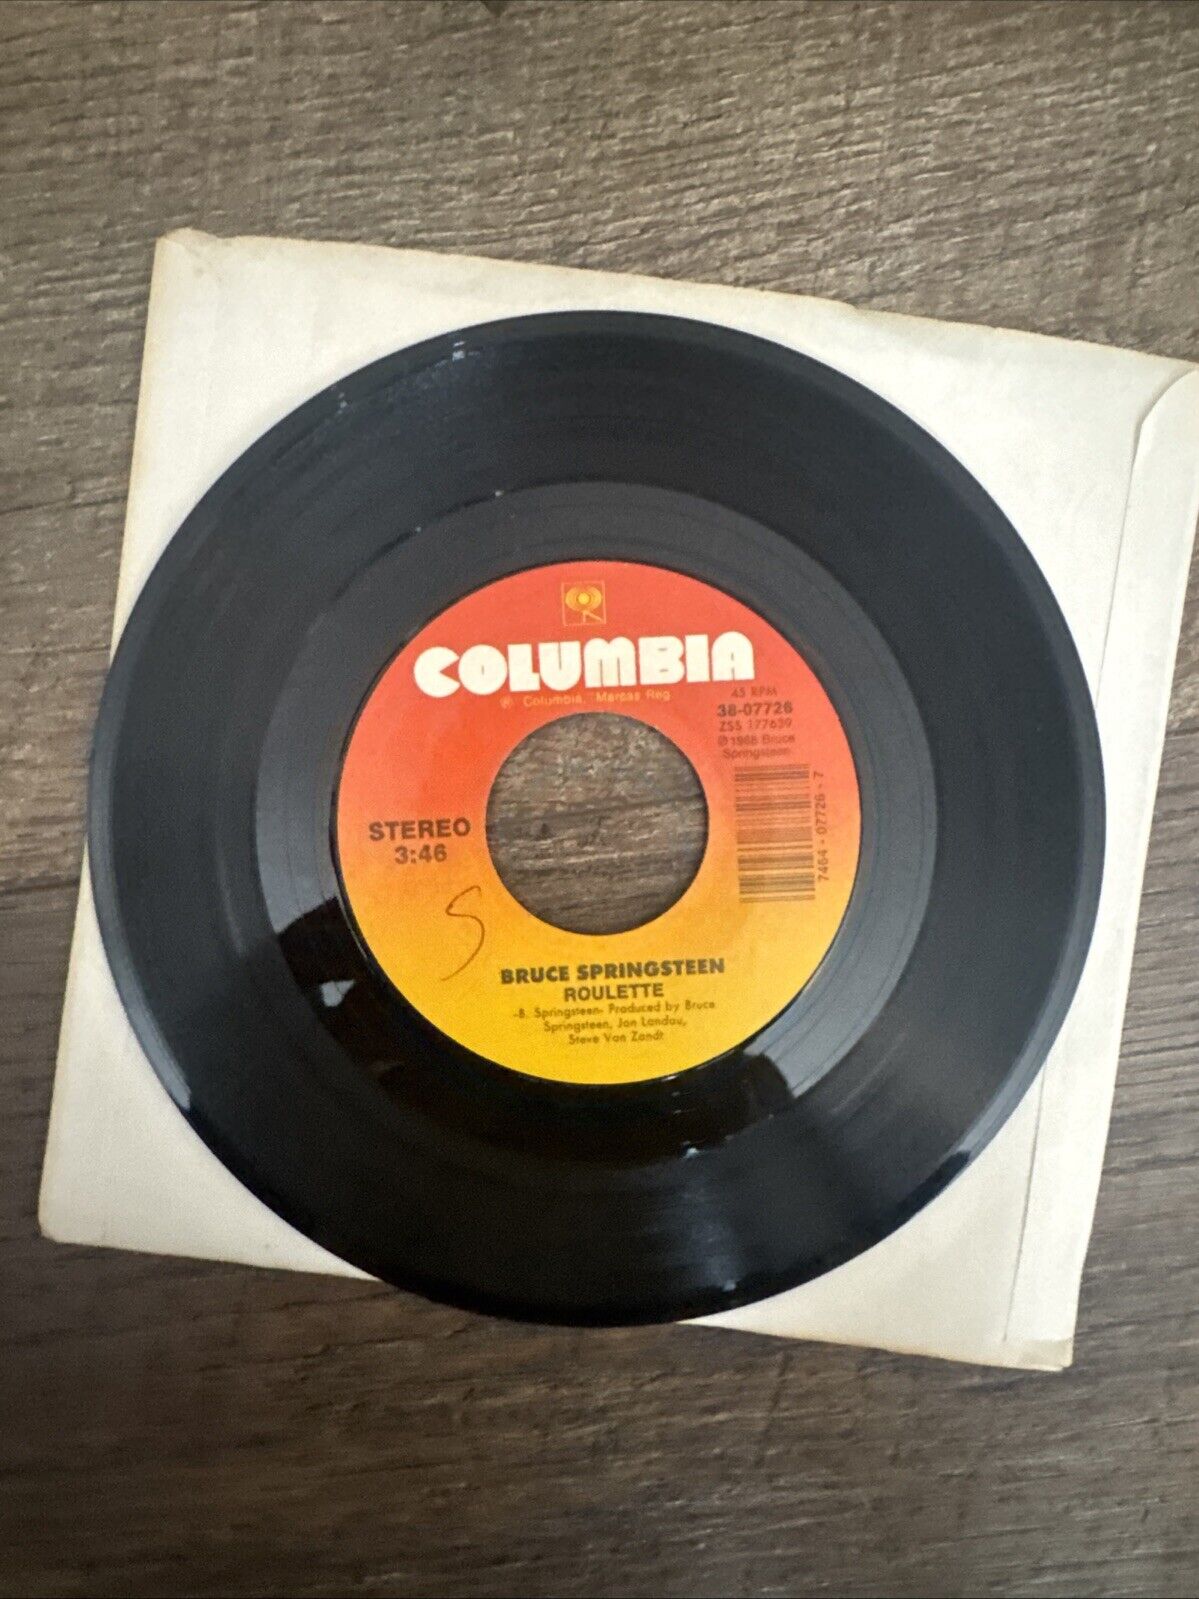 COLUMBIA
® Columbia, Marcas Reg
45 RPM
38-07726
ZSS 177639
℗1988 Bruce
Springsteen
7464-07726-7
STEREO
3:46
S
BRUCE SPRINGSTEEN
ROULETTE
-B. Springsteen- Produced by Bruce
Springsteen, Jon Landau,
Steve Van Zandt